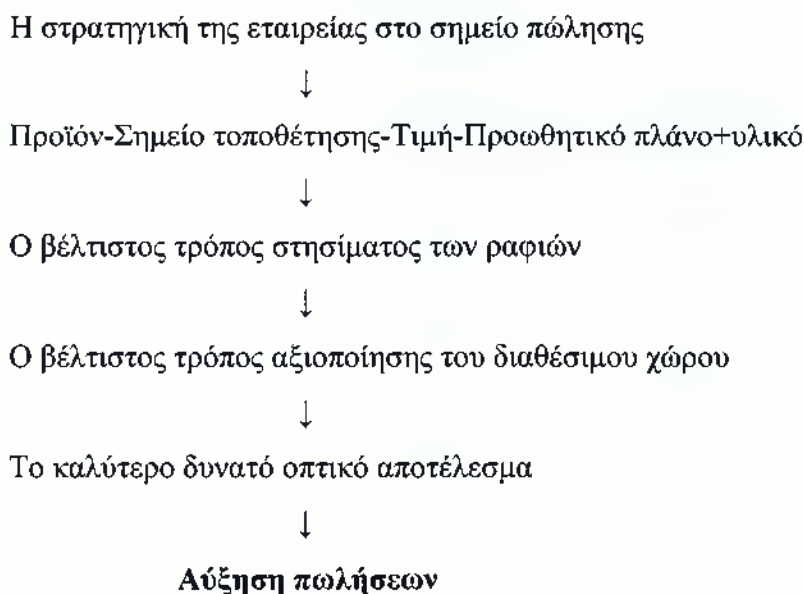 Η στρατηγική της εταιρείας στο σημείο πώλησης
↓
Προϊόν-Σημείο τοποθέτησης-Τιμή-Προωθητικό πλάνο+υλικό
↓
Ο βέλτιστος τρόπος στησίματος των ραφιών
↓
Ο βέλτιστος τρόπος αξιοποίησης του διαθέσιμου χώρου
↓
Το καλύτερο δυνατό οπτικό αποτέλεσμα
↓
Αύξηση πωλήσεων